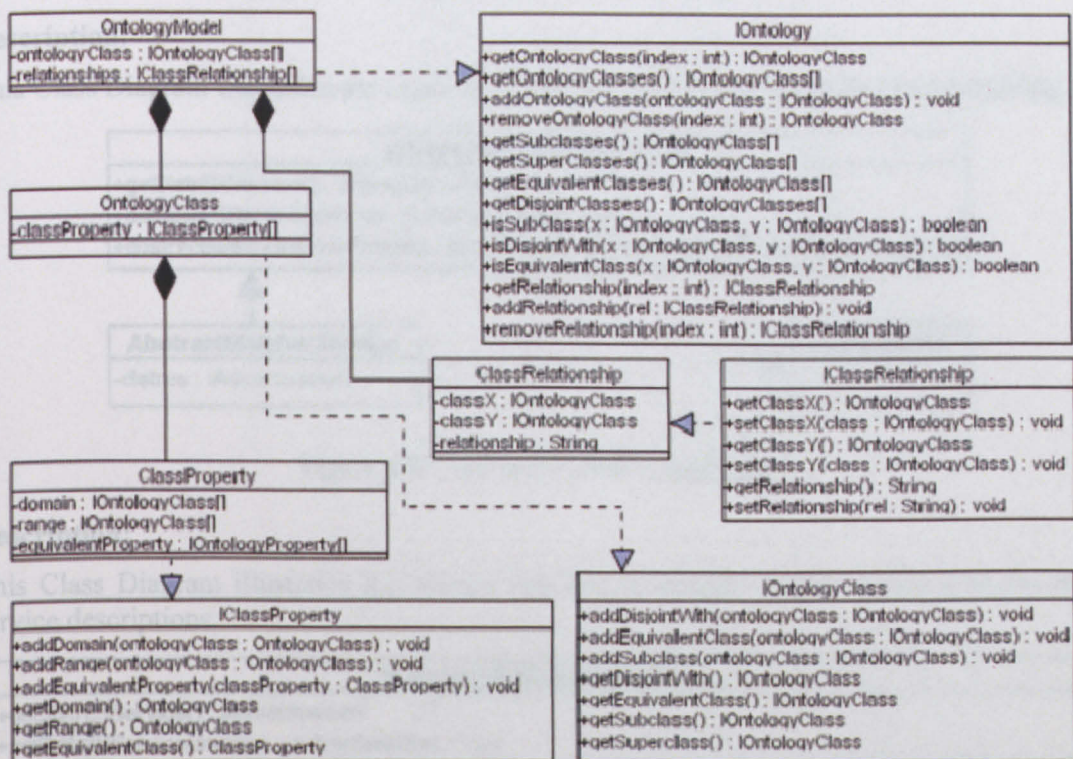 OntologyModel
-ontologyClass : IOntologyClass[]
-relationships : IClassRelationship[]
IOntology
+getOntologyClass(index : int) : IOntologyClass
+getOntologyClasses() : IOntologyClass[]
+addOntologyClass(ontologyClass : IOntologyClass) : void
+removeOntologyClass(index : int) : IOntologyClass
+getSubclasses() : IOntologyClass[]
+getSuperClasses() : IOntologyClass[]
+getEquivalentClasses() : IOntologyClass[]
+getDisjointClasses() : IOntologyClasses[]
+isSubClass(x : IOntologyClass, y : IOntologyClass) : boolean
+isDisjointWith(x : IOntologyClass, y : IOntologyClass) : boolean
+isEquivalentClass(x : IOntologyClass, y : IOntologyClass) : boolean
+getRelationship(index : int) : IClassRelationship
+addRelationship(rel : IClassRelationship) : void
+removeRelationship(index : int) : IClassRelationship
OntologyClass
-classProperty : IClassProperty[]
ClassRelationship
-classX : IOntologyClass
-classY : IOntologyClass
-relationship : String
IClassRelationship
+getClassX() : IOntologyClass
+setClassX(class : IOntologyClass) : void
+getClassY() : IOntologyClass
+setClassY(class : IOntologyClass) : void
+getRelationship() : String
+setRelationship(rel : String) : void
ClassProperty
-domain : IOntologyClass[]
-range : IOntologyClass[]
-equivalentProperty : IOntologyProperty[]
IClassProperty
+addDomain(ontologyClass : OntologyClass) : void
+addRange(ontologyClass : OntologyClass) : void
+addEquivalentProperty(classProperty : ClassProperty) : void
+getDomain() : OntologyClass
+getRange() : OntologyClass
+getEquivalentClass() : ClassProperty
IOntologyClass
+addDisjointWith(ontologyClass : IOntologyClass) : void
+addEquivalentClass(ontologyClass : IOntologyClass) : void
+addSubclass(ontologyClass : IOntologyClass) : void
+getDisjointWith() : IOntologyClass
+getEquivalentClass() : IOntologyClass
+getSubclass() : IOntologyClass
+getSuperclass() : IOntologyClass